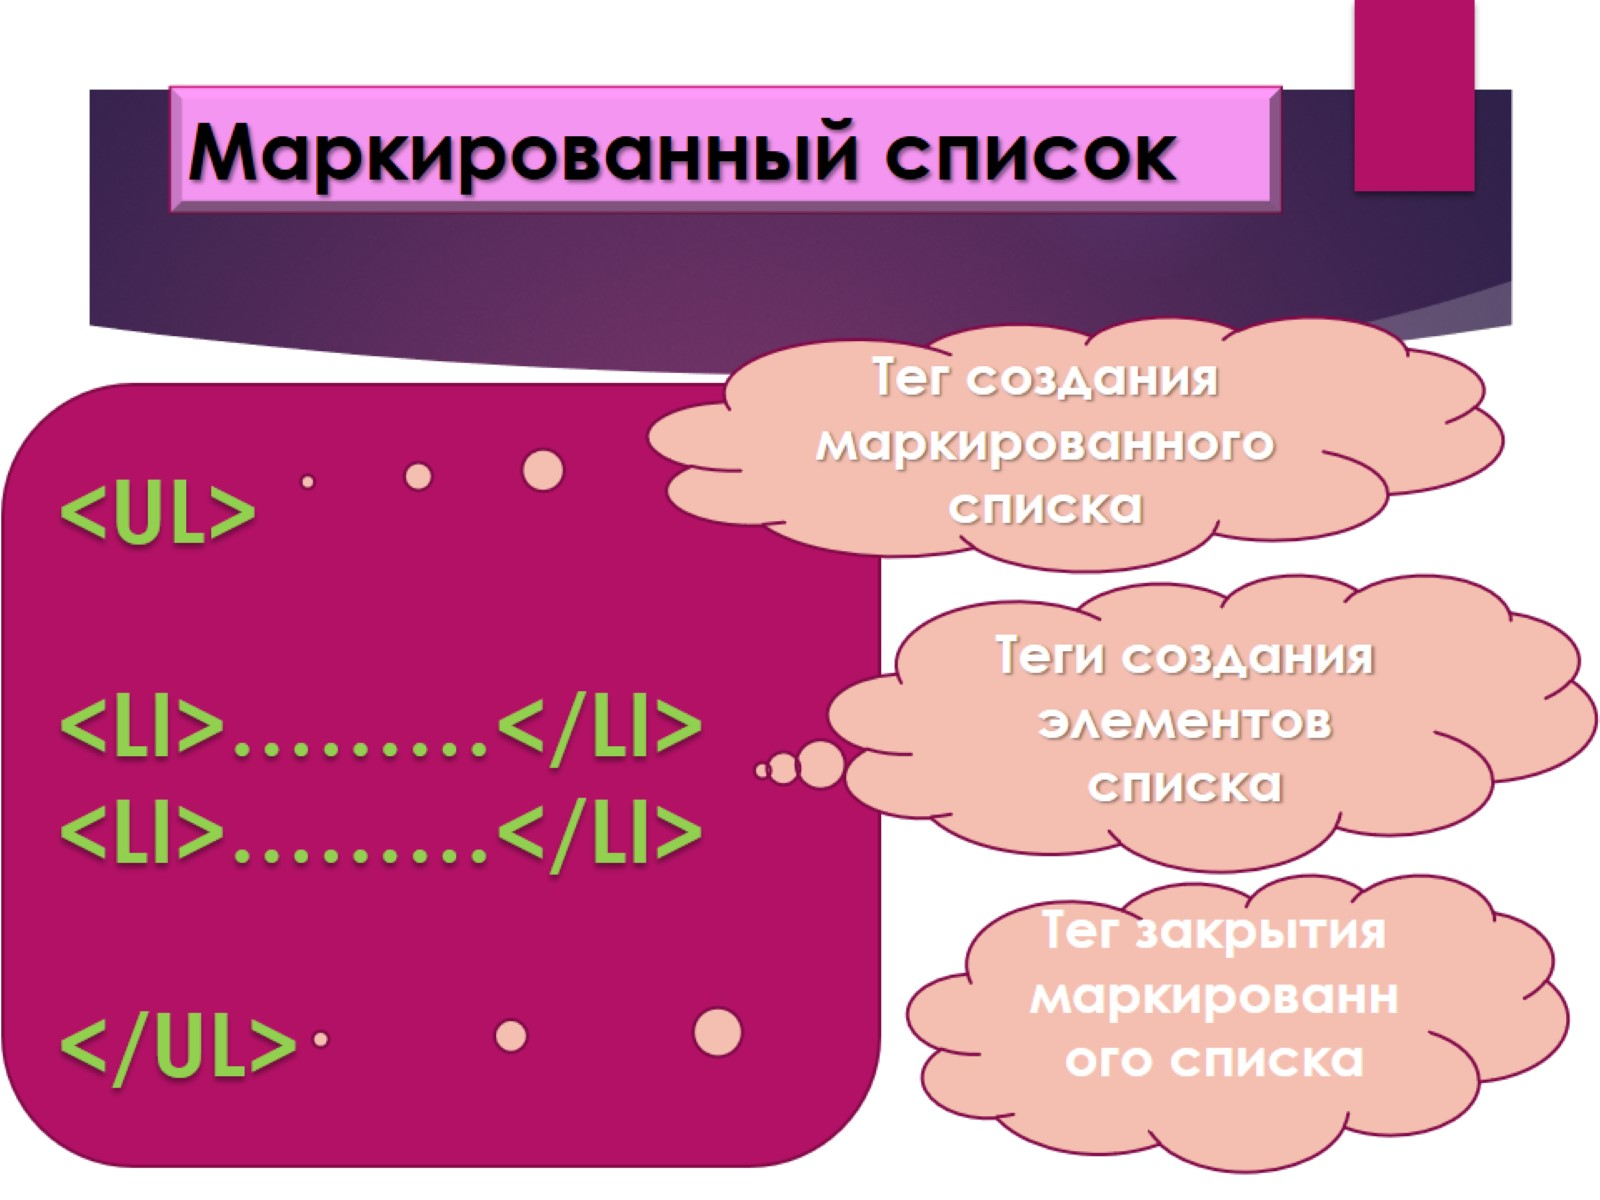 Маркированный список
Тег создания
маркированного
списка
<UL>
Теги создания
элементов
списка
<LI>.........</LI>
<LI>.........</LI>
Тег закрытия
маркированн
ого списка
</UL>